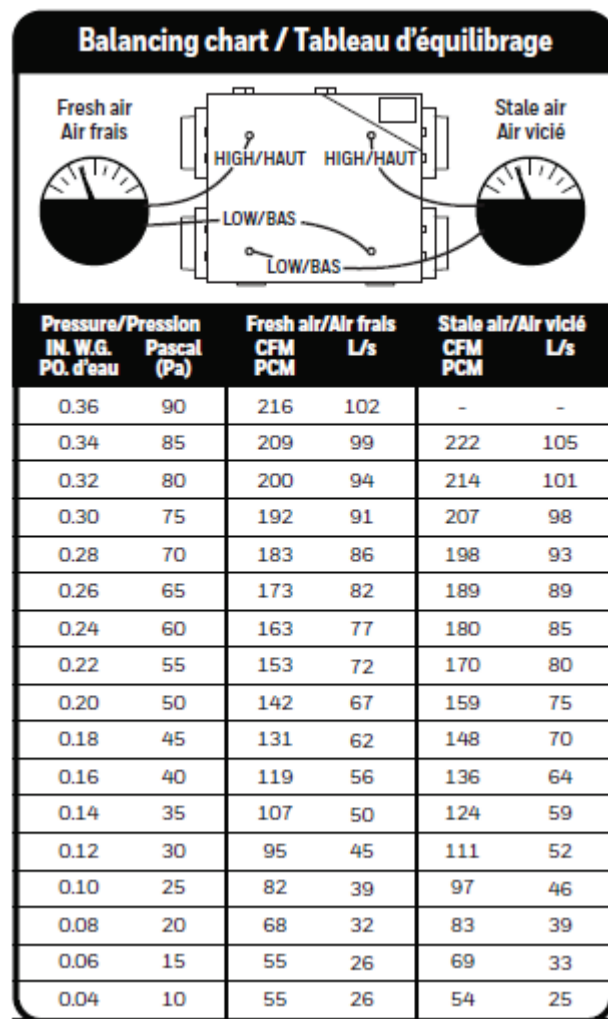 Balancing chart / Tableau d'équilibrage
Fresh air
Air frais
Stale air
Air vicié
HIGH/HAUT HIGH/HAUT
LOW/BAS
LOW/BAS
Pressure/Pression Fresh air/Air frais Stale air/Air vicié
IN. W.G. Pascal CFM L/s CFM L/s
PO. d'eau (Pa) PCM PCM
0.36 90 216 102 - -
0.34 85 209 99 222 105
0.32 80 200 94 214 101
0.30 75 192 91 207 98
0.28 70 183 86 198 93
0.26 65 173 82 189 89
0.24 60 163 77 180 85
0.22 55 153 72 170 80
0.20 50 142 67 159 75
0.18 45 131 62 148 70
0.16 40 119 56 136 64
0.14 35 107 50 124 59
0.12 30 95 45 111 52
0.10 25 82 39 97 46
0.08 20 68 32 83 39
0.06 15 55 26 69 33
0.04 10 55 26 54 25